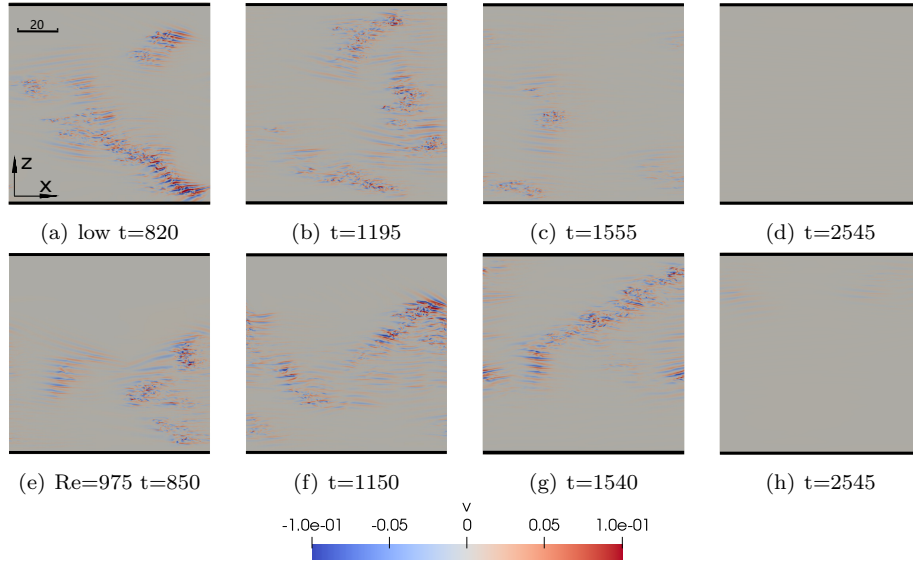 20
z
x
(a) low t=820 (b) t=1195 (c) t=1555 (d) t=2545
(e) Re=975 t=850 (f) t=1150 (g) t=1540 (h) t=2545
v
-1.0e-01 -0.05 0 0.05 1.0e-01